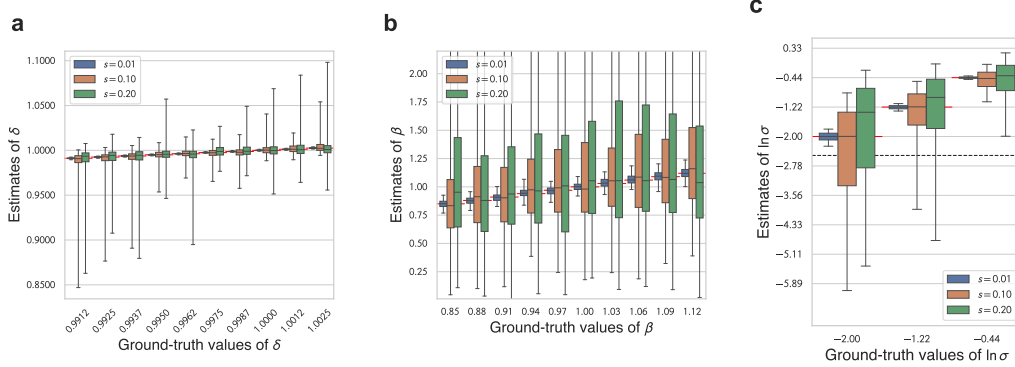 a
s = 0.01
s = 0.10
s = 0.20
1.1000
1.0500
1.0000
0.9500
0.9000
0.8500
Estimates of δ
0.9912
0.9925
0.9937
0.9950
0.9962
0.9975
0.9987
1.0000
1.0012
1.0025
Ground-truth values of δ
b
s = 0.01
s = 0.10
s = 0.20
2.00
1.75
1.50
1.25
1.00
0.75
0.50
0.25
Estimates of β
0.85
0.88
0.91
0.94
0.97
1.00
1.03
1.06
1.09
1.12
Ground-truth values of β
c
0.33
−0.44
−1.22
−2.00
−2.78
−3.56
−4.33
−5.11
−5.89
Estimates of ln σ
s = 0.01
s = 0.10
s = 0.20
−2.00
−1.22
−0.44
Ground-truth values of ln σ